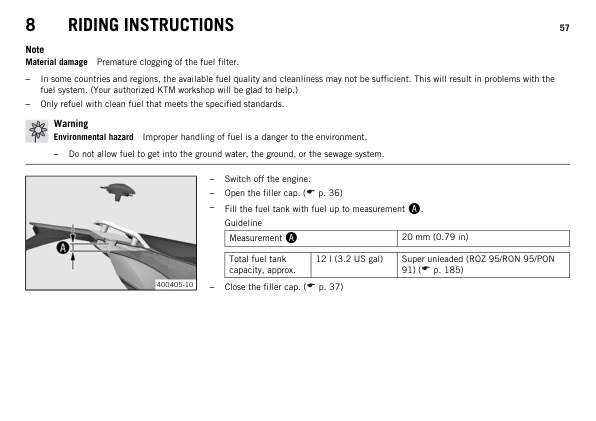 8 RIDING INSTRUCTIONS 57
Note
Material damage Premature clogging of the fuel filter.
– In some countries and regions, the available fuel quality and cleanliness may not be sufficient. This will result in problems with the
fuel system. (Your authorized KTM workshop will be glad to help.)
– Only refuel with clean fuel that meets the specified standards.
Warning
Environmental hazard Improper handling of fuel is a danger to the environment.
– Do not allow fuel to get into the ground water, the ground, or the sewage system.
A
400405-10
– Switch off the engine.
– Open the filler cap. (☛ p. 36)
– Fill the fuel tank with fuel up to measurement A.
Guideline
Measurement A 20 mm (0.79 in)
Total fuel tank
capacity, approx.
12 l (3.2 US gal)
Super unleaded (ROZ 95/RON 95/PON
91) (☛ p. 185)
– Close the filler cap. (☛ p. 37)